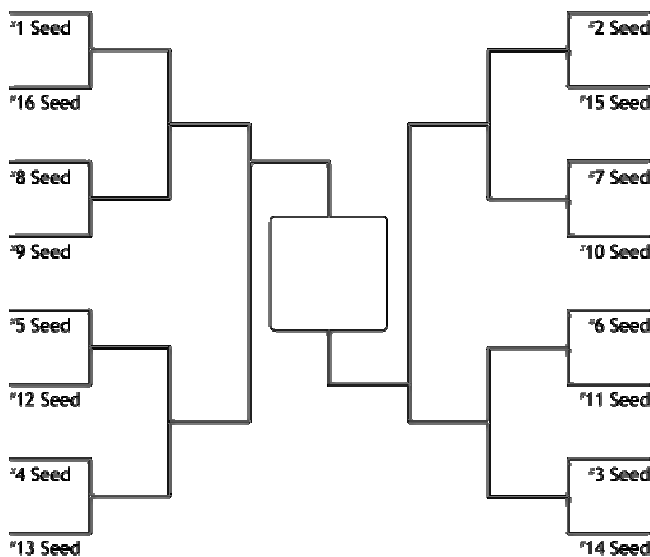 #1 Seed
#16 Seed
#8 Seed
#9 Seed
#5 Seed
#12 Seed
#4 Seed
#13 Seed
#2 Seed
#15 Seed
#7 Seed
#10 Seed
#6 Seed
#11 Seed
#3 Seed
#14 Seed